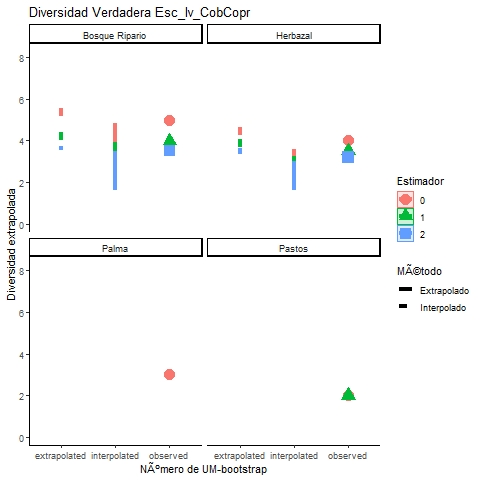 Diversidad Verdadera Esc_Iv_CobCopr
Bosque Ripario
Herbazal
8
6
4
2
0
Palma
Pastos
8
6
4
2
0
Diversidad extrapolada
extrapolated interpolated observed
extrapolated interpolated observed
NÃºmero de UM-bootstrap
Estimador
0
1
2
MÃ©todo
Extrapolado
Interpolado